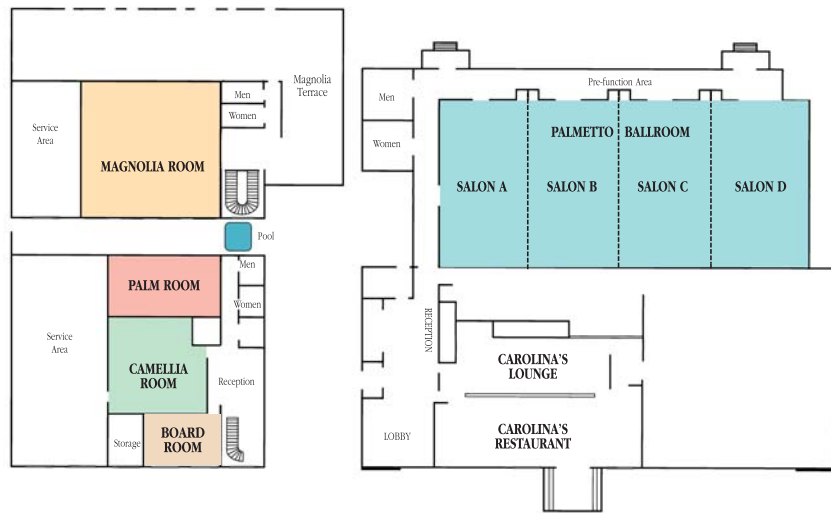 Magnolia
Terrace
Men
Women
Service
Area
MAGNOLIA ROOM
Pool
Men
PALM ROOM
Women
Service
Area
CAMELLIA
ROOM
Reception
Storage
BOARD
ROOM
Pre-function Area
Men
Women
PALMETTO BALLROOM
SALON A
SALON B
SALON C
SALON D
RECEPTION
CAROLINA'S
LOUNGE
LOBBY
CAROLINA'S
RESTAURANT